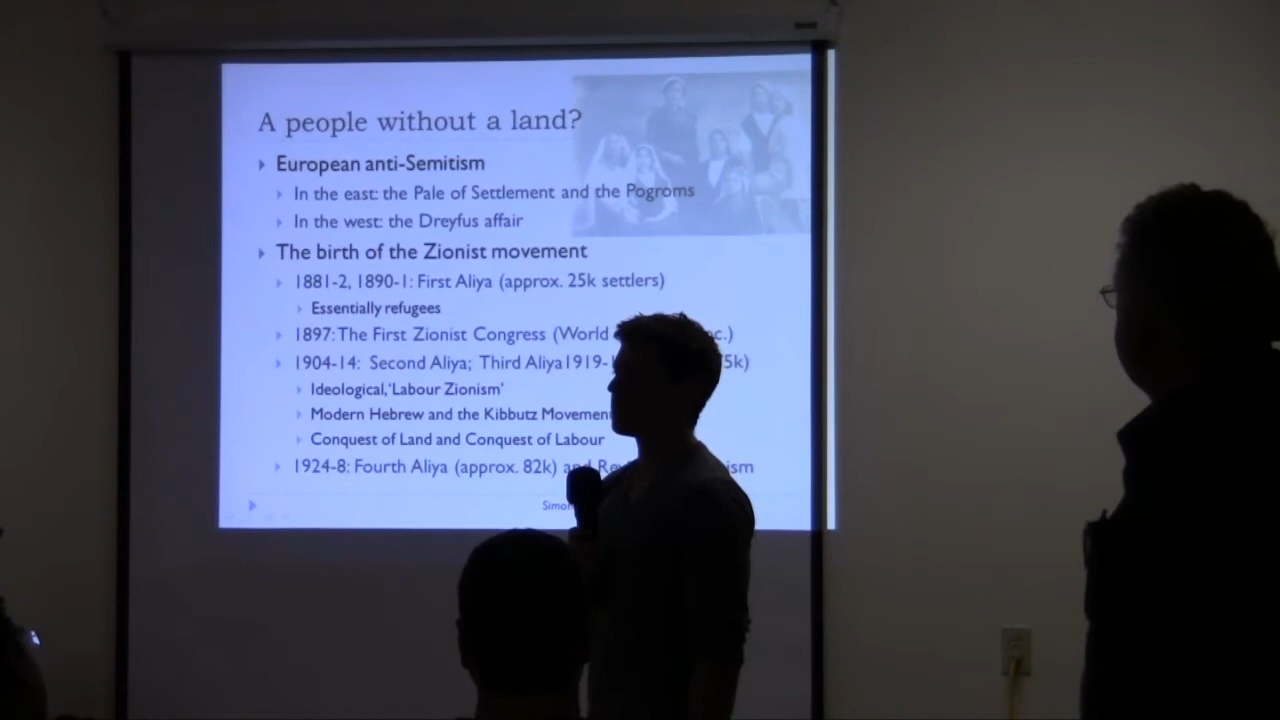 A people without a land?
European anti-Semitism
In the east: the Pale of Settlement and the Pogroms
In the west: the Dreyfus affair
The birth of the Zionist movement
1881-2, 1890-1: First Aliya (approx. 25k settlers)
Essentially refugees
1897: The First Zionist Congress (World
1904-14: Second Aliya; Third Aliya 1919-
Ideological, 'Labour Zionism'
Modern Hebrew and the Kibbutz Movement
Conquest of Land and Conquest of Labour
1924-8: Fourth Aliya (approx. 82k) and